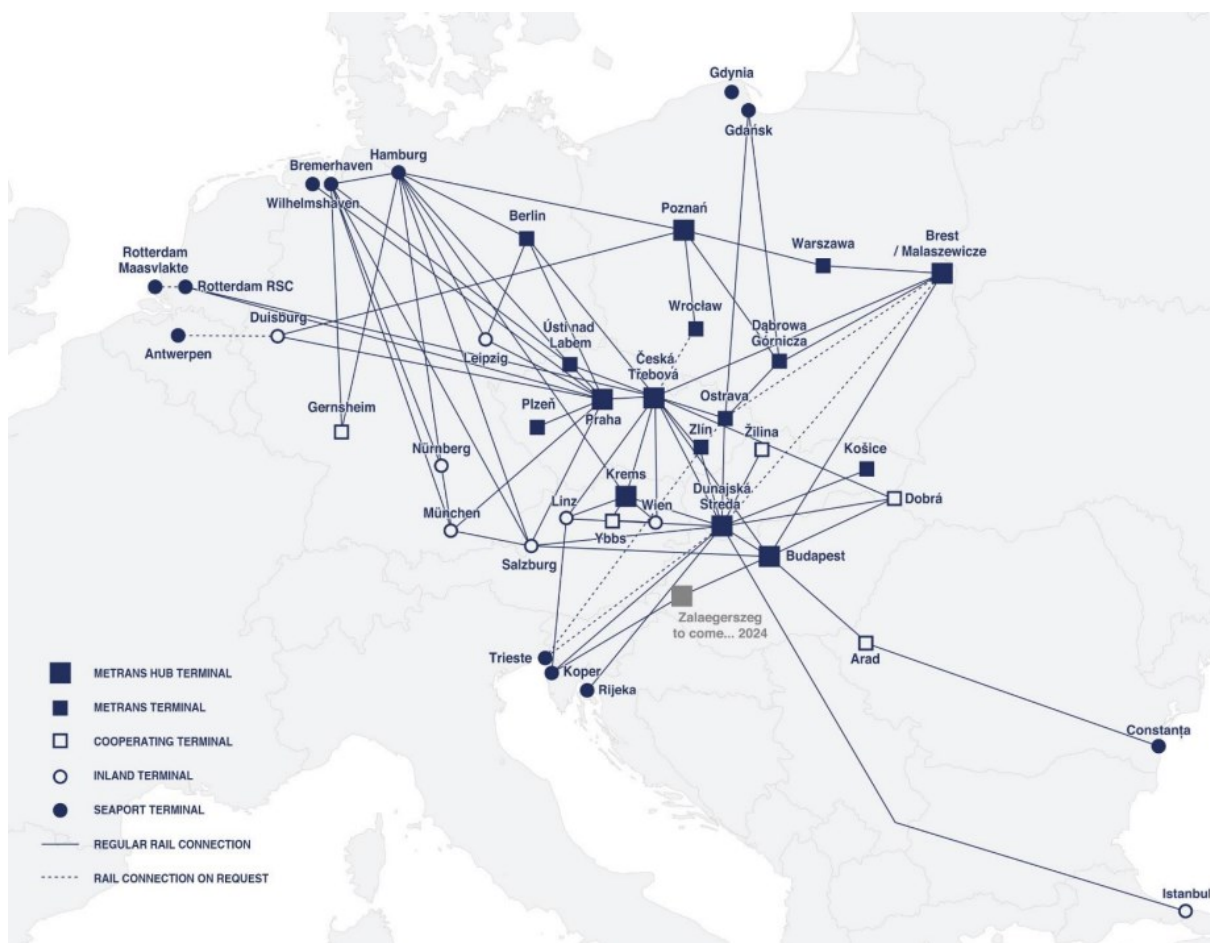 Gdynia
Gdańsk
Hamburg
Bremerhaven
Wilhelmshaven
Berlin
Poznań
Warszawa
Brest
/ Malaszewicze
Rotterdam
Maasvlakte
Rotterdam RSC
Duisburg
Antwerpen
Leipzig
Ústí nad
Labem
Wrocław
Dąbrowa
Górnicza
Česká
Třebová
Gernsheim
Plzeň
Praha
Ostrava
Zlín
Žilina
Košice
Nürnberg
Krems
Dunajská
Streda
Dobrá
München
Linz
Wien
Ybbs
Salzburg
Budapest
Zalaegerszeg
to come... 2024
Trieste
Koper
Rijeka
Arad
Constanța
Istanbul
METRANS HUB TERMINAL
METRANS TERMINAL
COOPERATING TERMINAL
INLAND TERMINAL
SEAPORT TERMINAL
REGULAR RAIL CONNECTION
RAIL CONNECTION ON REQUEST